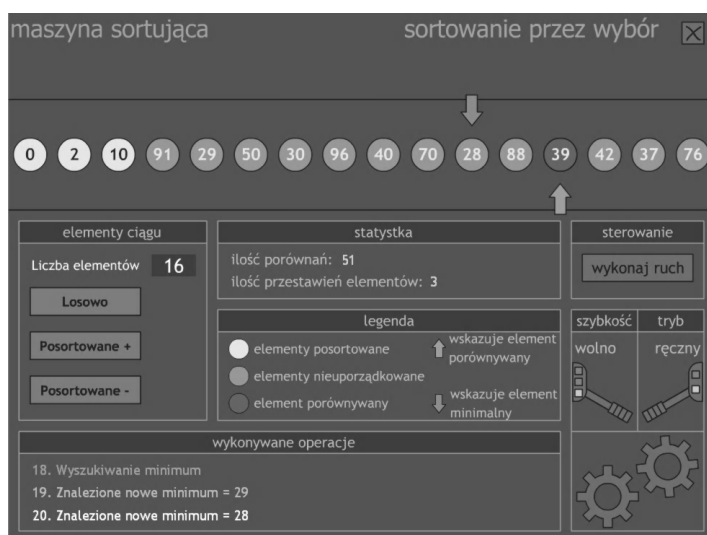 maszyna sortująca
sortowanie przez wybór
0 2 10 91 29 50 30 96 40 70 28 88 39 42 37 76
elementy ciągu
Liczba elementów 16
Losowo
Posortowane +
Posortowane -
statystka
ilość porównań: 51
ilość przestawień elementów: 3
sterowanie
wykonaj ruch
legenda
elementy posortowane
elementy nieuporządkowane
element porównywany
wskazuje element
porównywany
wskazuje element
minimalny
szybkość
tryb
wolno
ręczny
wykonywane operacje
18. Wyszukiwanie minimum
19. Znalezione nowe minimum = 29
20. Znalezione nowe minimum = 28